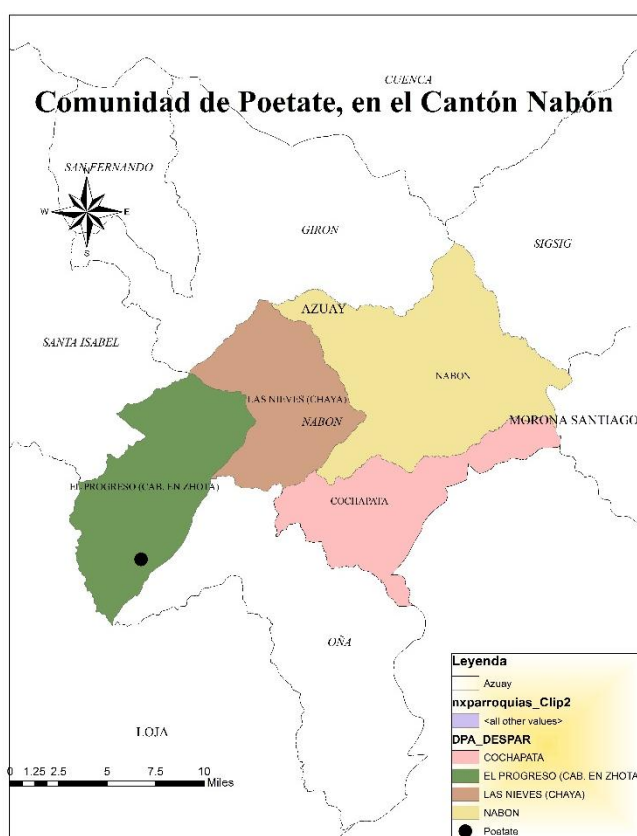 CUENCA
Comunidad de Poetate, en el Cantón Nabón
SAN FERNANDO
N
W E
S
GIRON
SIGSIG
AZUAY
SANTA ISABEL
NABON
LAS NIEVES (CHAYA)
MORONA SANTIAGO
NABON
EL PROGRESO (CAB. EN ZHOTA)
COCHAPATA
OÑA
LOJA
0 1.25 2.5 5 7.5 10
Miles
Leyenda
Azuay
nxparroquias_Clip2
<all other values>
DPA_DESPAR
COCHAPATA
EL PROGRESO (CAB. EN ZHOTA)
LAS NIEVES (CHAYA)
NABON
Poetate